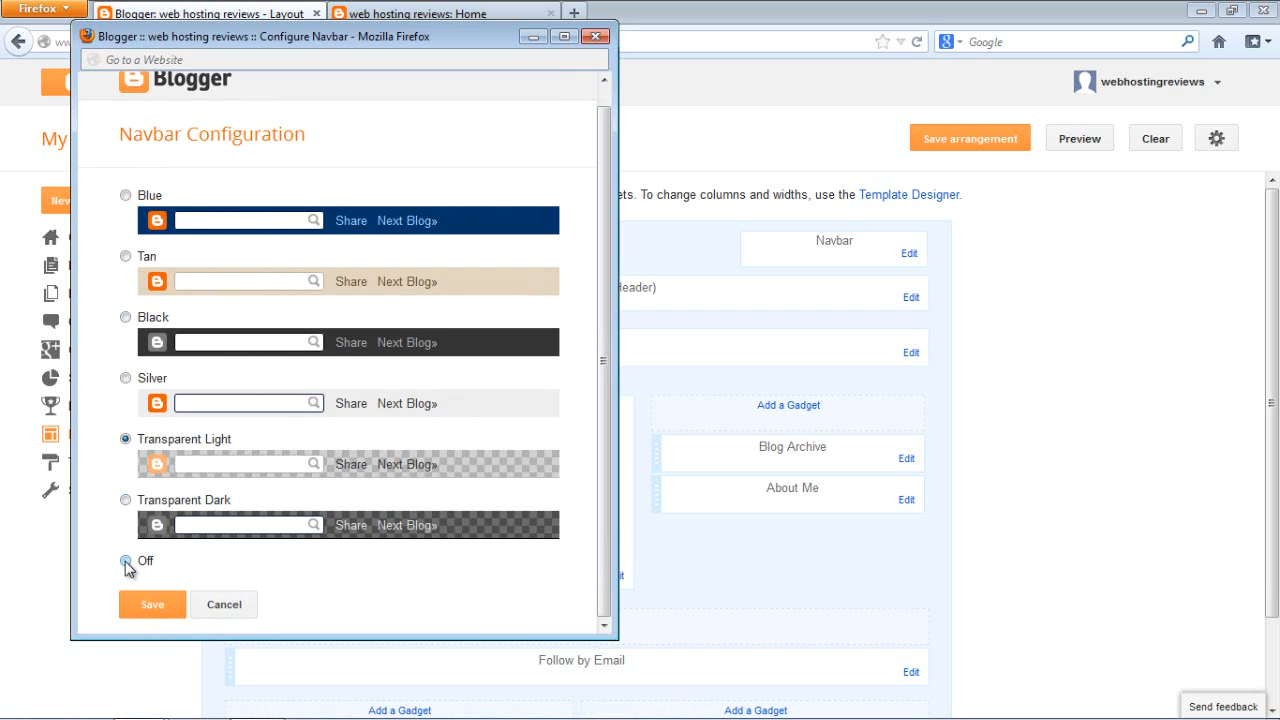 Firefox
Blogger: web hosting reviews - Layout
web hosting reviews: Home
Blogger :: web hosting reviews :: Configure Navbar - Mozilla Firefox
Go to a Website
Google
Blogger
webhostingreviews
Navbar Configuration
My
Save arrangement
Preview
Clear
New
ets. To change columns and widths, use the Template Designer.
Blue
Share Next Blog»
Tan
Share Next Blog»
Black
Share Next Blog»
Silver
Share Next Blog»
Transparent Light
Share Next Blog»
Transparent Dark
Share Next Blog»
Off
Save
Cancel
Navbar
Edit
Header)
Edit
Edit
Add a Gadget
Blog Archive
Edit
About Me
Edit
Follow by Email
Edit
Add a Gadget
Add a Gadget
Send feedback